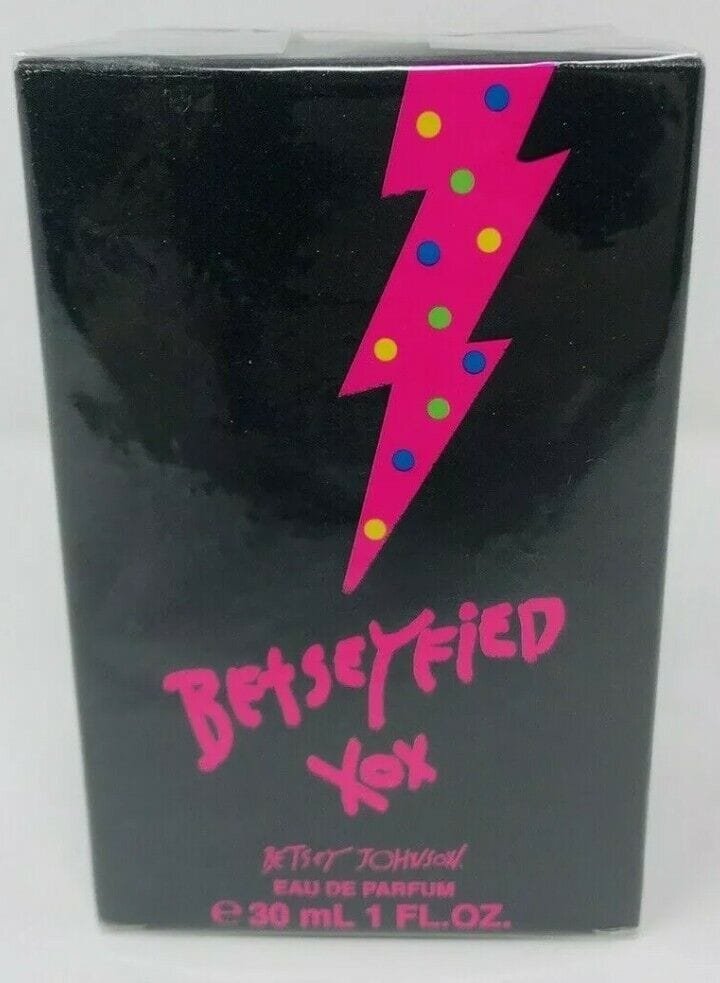 BetseyFieD
XOX
BETSEY JOHNSON
EAU DE PARFUM
℮ 30 mL 1 FL.OZ.